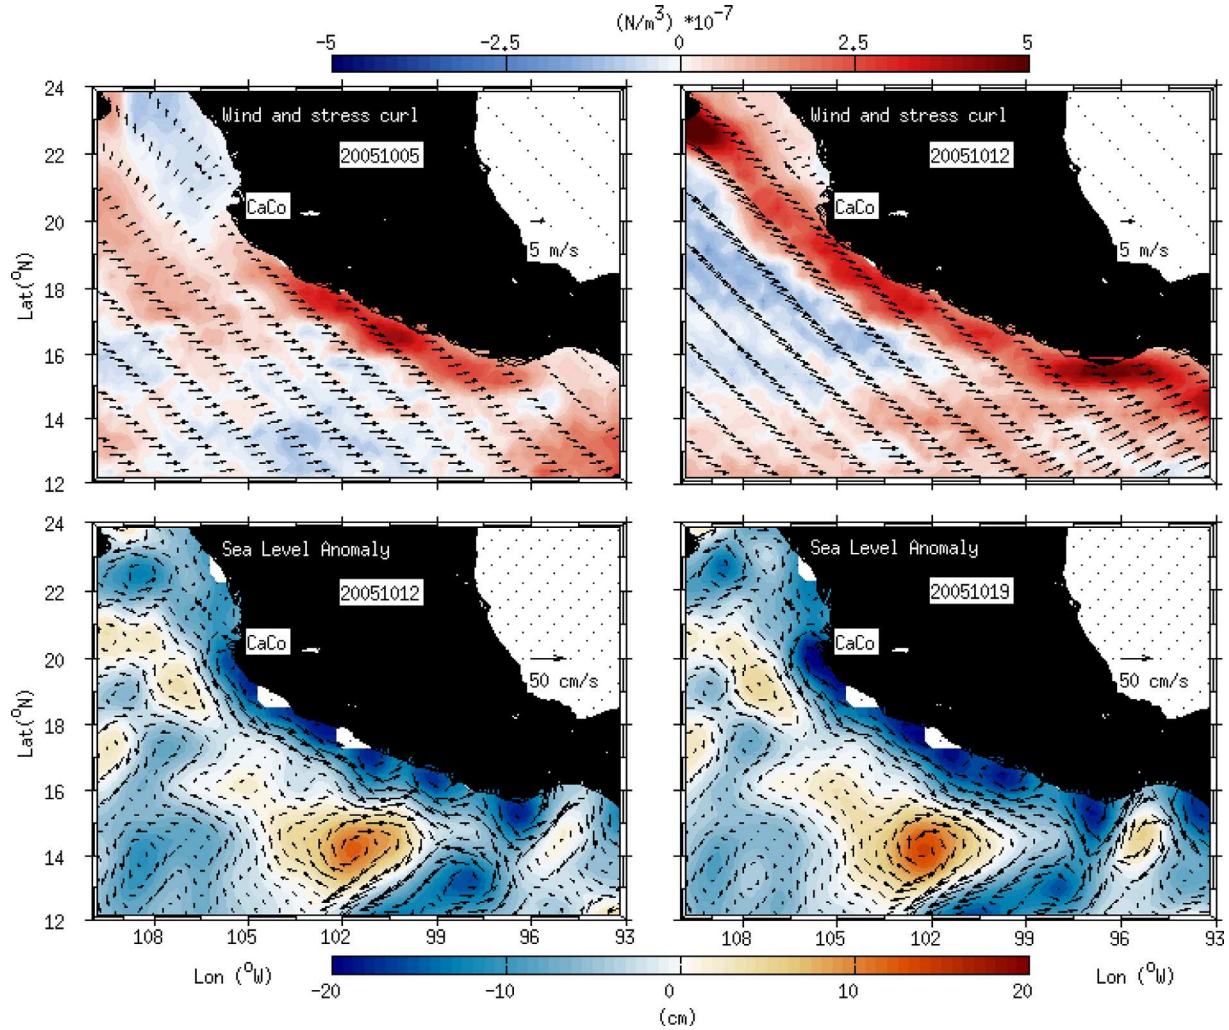 (N/m³) *10⁻⁷
-5 -2.5 0 2.5 5
24 22 20 18 16 14 12
Lat(°N)
Wind and stress curl
20051005
CaCo
5 m/s
Wind and stress curl
20051012
CaCo
5 m/s
24 22 20 18 16 14 12
Lat(°N)
Sea Level Anomaly
20051012
CaCo
50 cm/s
Sea Level Anomaly
20051019
CaCo
50 cm/s
108 105 102 99 96 93
108 105 102 99 96 93
Lon (°W)
-20 -10 0 10 20
Lon (°W)
(cm)